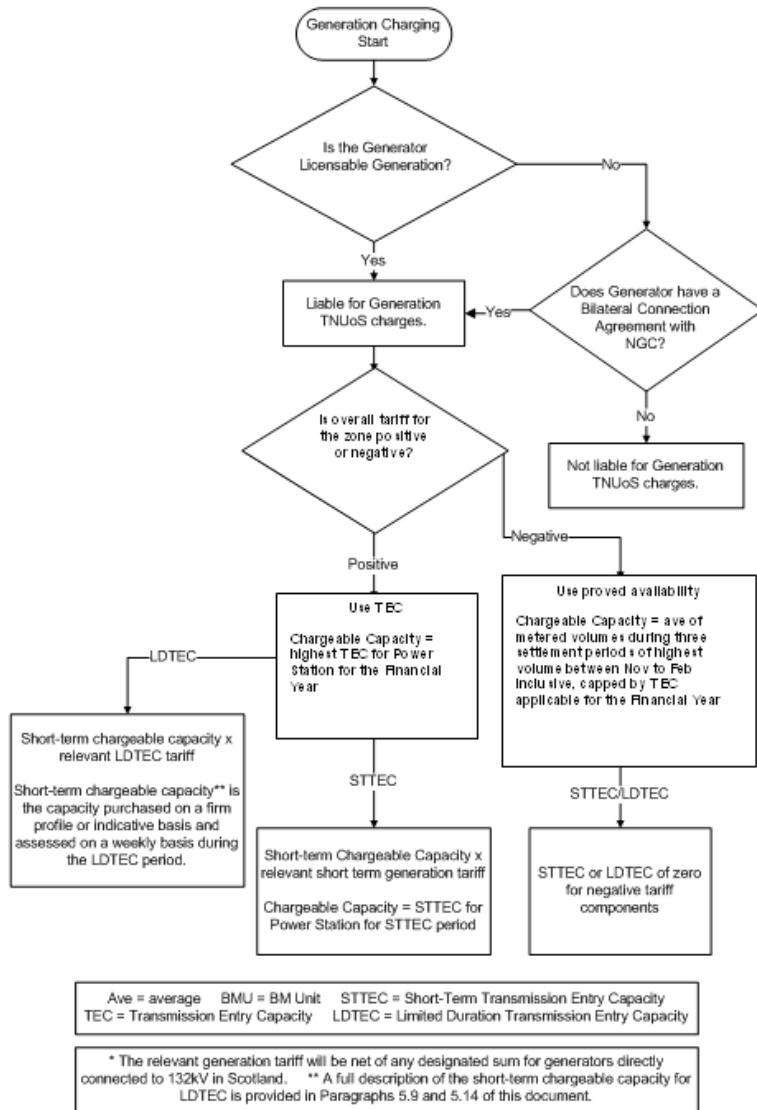 Generation Charging
Start
Is the Generator
Licensable Generation?
No
Yes
Does Generator have a
Bilateral Connection
Agreement with
NGC?
Liable for Generation
TNUoS charges.
Yes
No
Is overall tariff for
the zone positive
or negative?
Not liable for Generation
TNUoS charges.
Negative
Positive
Use TEC
Chargeable Capacity =
highest TEC for Power
Station for the Financial
Year
Use proved availability
Chargeable Capacity = ave of
metered volumes during three
settlement periods of highest
volume between Nov to Feb
inclusive, capped by TEC
applicable for the Financial Year
LDTEC
Short-term chargeable capacity x
relevant LDTEC tariff
Short-term chargeable capacity** is
the capacity purchased on a firm
profile or indicative basis and
assessed on a weekly basis during
the LDTEC period.
STTEC
STTEC/LDTEC
Short-term Chargeable Capacity x
relevant short term generation tariff
Chargeable Capacity = STTEC for
Power Station for STTEC period
STTEC or LDTEC of zero
for negative tariff
components
Ave = average BMU = BM Unit STTEC = Short-Term Transmission Entry Capacity
TEC = Transmission Entry Capacity LDTEC = Limited Duration Transmission Entry Capacity
* The relevant generation tariff will be net of any designated sum for generators directly
connected to 132kV in Scotland. ** A full description of the short-term chargeable capacity for
LDTEC is provided in Paragraphs 5.9 and 5.14 of this document.